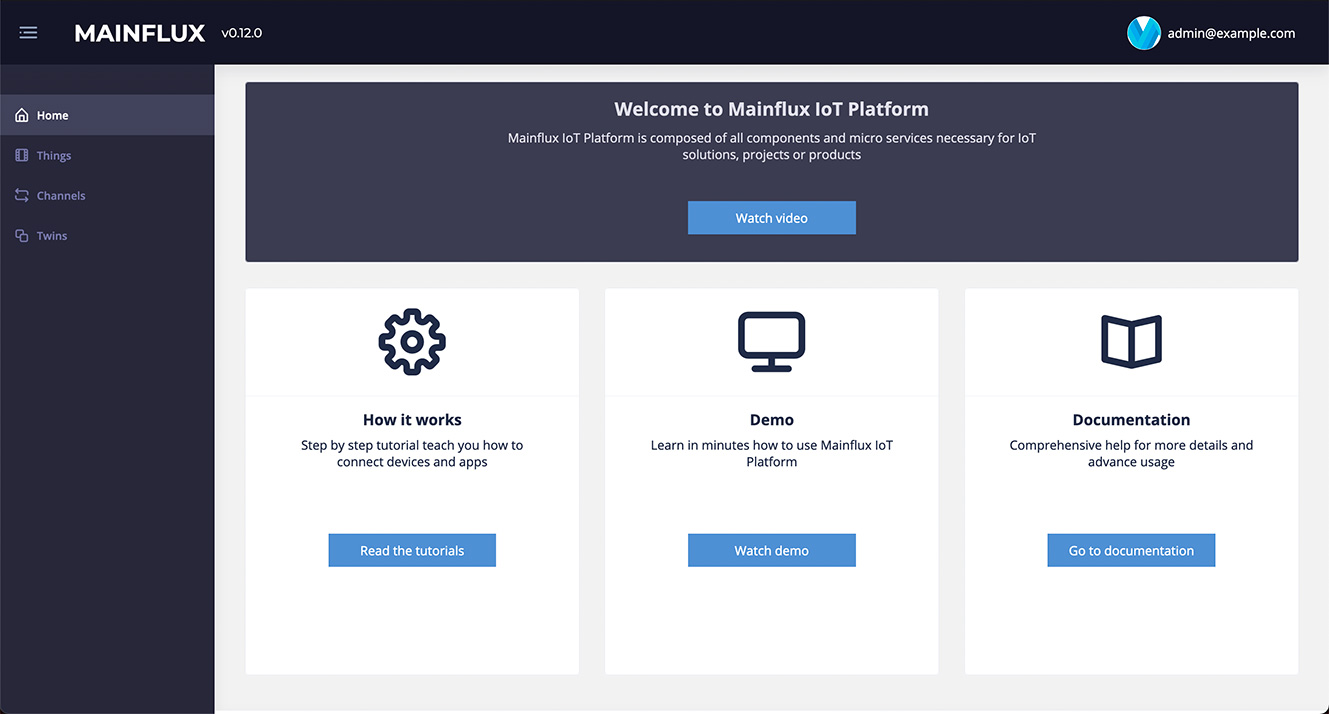 MAINFLUX v0.12.0
admin@example.com
Home
Things
Channels
Twins
Welcome to Mainflux IoT Platform
Mainflux IoT Platform is composed of all components and micro services necessary for IoT
solutions, projects or products
Watch video
How it works
Step by step tutorial teach you how to
connect devices and apps
Read the tutorials
Demo
Learn in minutes how to use Mainflux IoT
Platform
Watch demo
Documentation
Comprehensive help for more details and
advance usage
Go to documentation